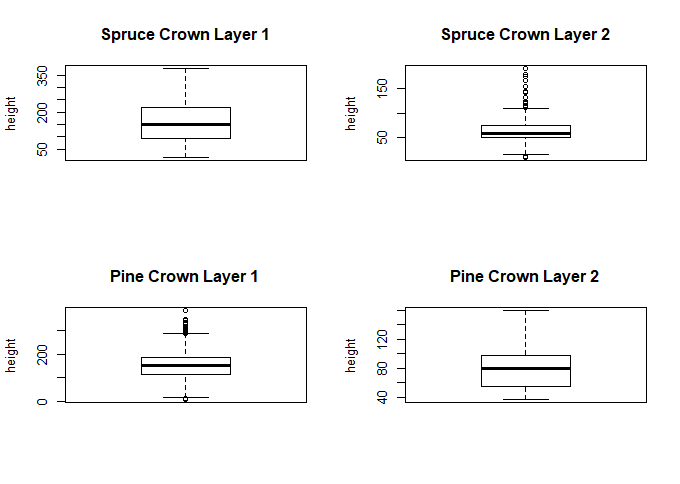 Spruce Crown Layer 1
height
350
200
50
Spruce Crown Layer 2
height
150
50
Pine Crown Layer 1
height
200
0
Pine Crown Layer 2
height
120
80
40